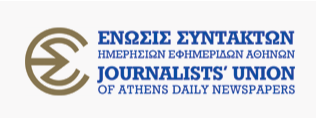 ΕΝΩΣΙΣ ΣΥΝΤΑΚΤΩΝ
ΗΜΕΡΗΣΙΩΝ ΕΦΗΜΕΡΙΔΩΝ ΑΘΗΝΩΝ
JOURNALISTS' UNION
OF ATHENS DAILY NEWSPAPERS